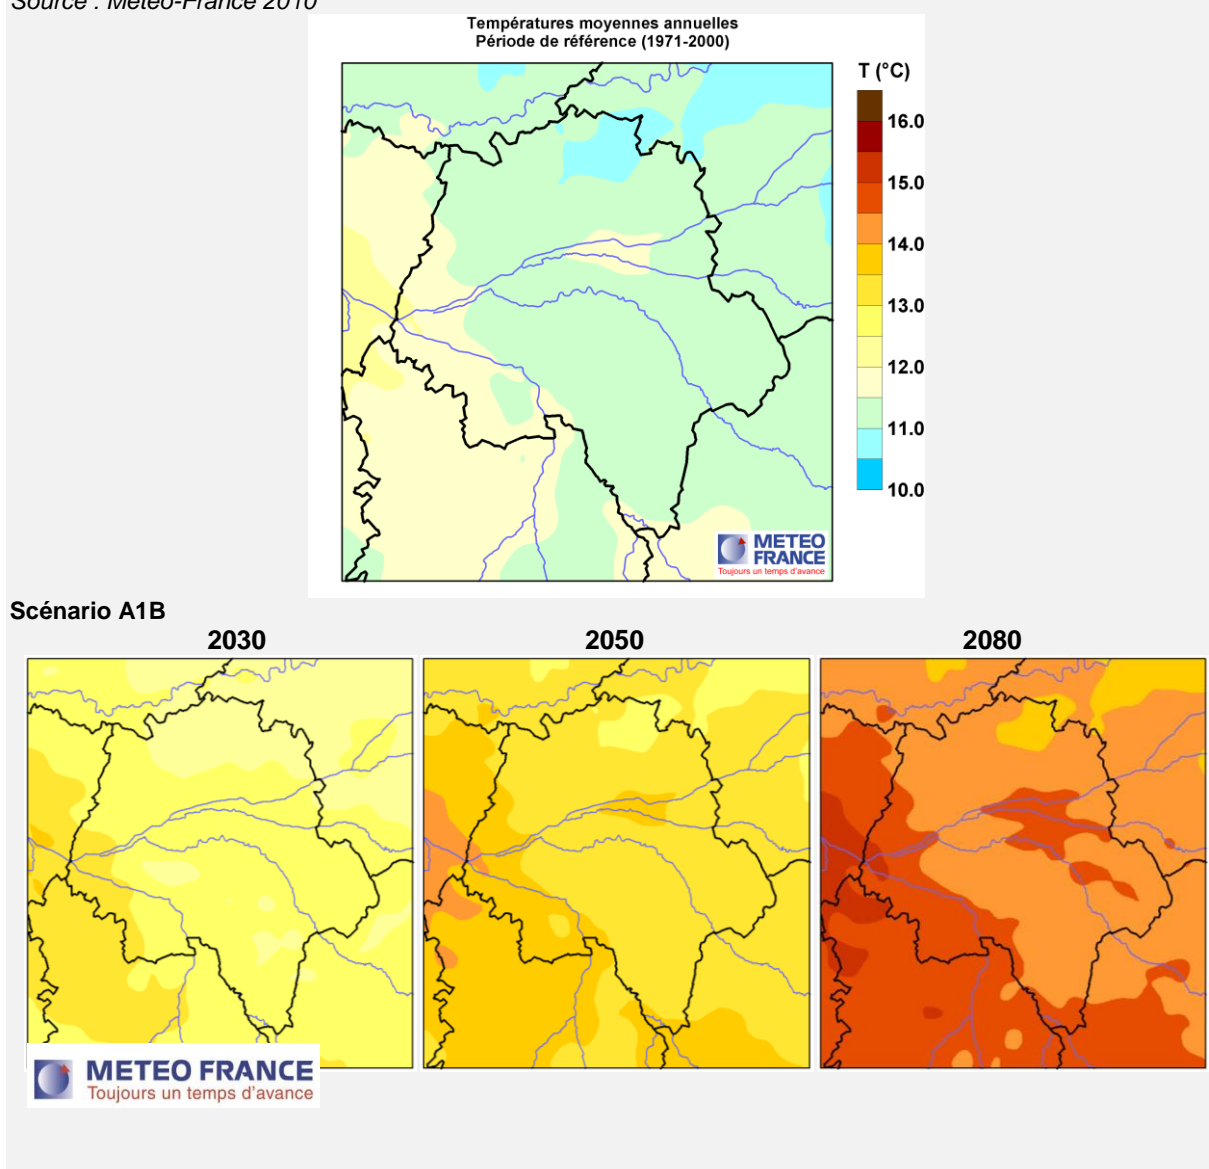 Source : Météo-France 2010
Températures moyennes annuelles
Période de référence (1971-2000)
T (°C)
16.0
15.0
14.0
13.0
12.0
11.0
10.0
METEO
FRANCE
Toujours un temps d'avance
Scénario A1B
2030 2050 2080
METEO FRANCE
Toujours un temps d'avance